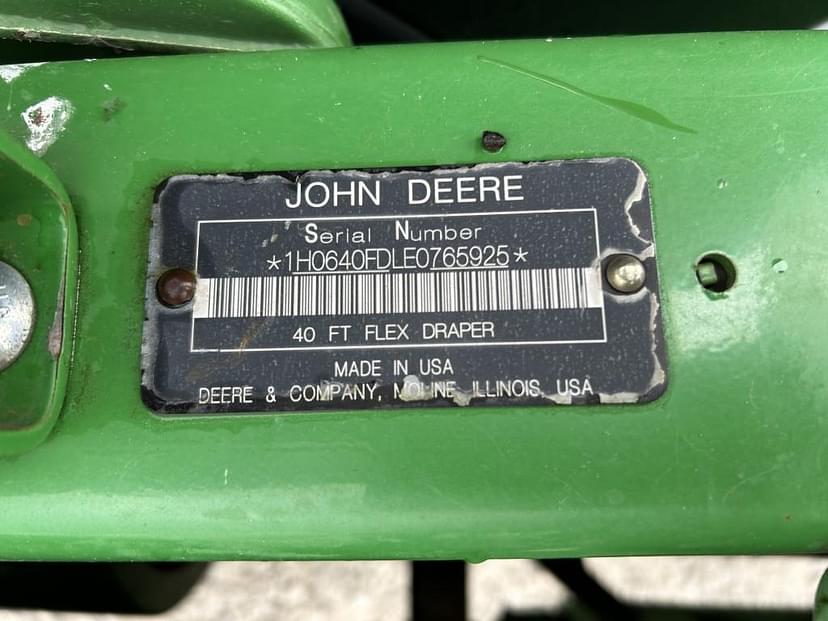 JOHN DEERE
Serial Number
*1H0640FDLE0765925*
40 FT FLEX DRAPER
MADE IN USA
DEERE & COMPANY, MOLINE, ILLINOIS, USA